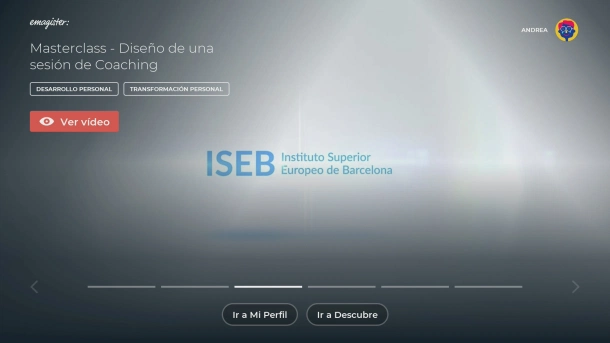 emagister:
ANDREA
Masterclass - Diseño de una
sesión de Coaching
DESARROLLO PERSONAL
TRANSFORMACIÓN PERSONAL
Ver vídeo
ISEB Instituto Superior
Europeo de Barcelona
Ir a Mi Perfil
Ir a Descubre